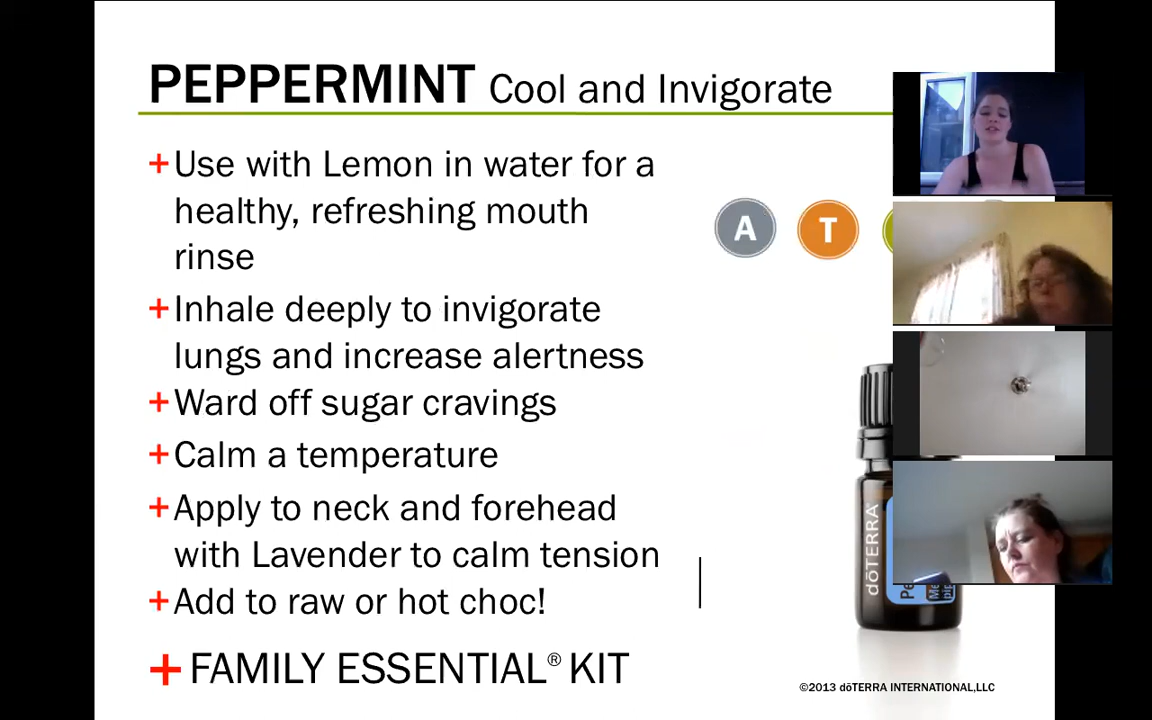 PEPPERMINT Cool and Invigorate
+Use with Lemon in water for a
healthy, refreshing mouth
rinse
+Inhale deeply to invigorate
lungs and increase alertness
+Ward off sugar cravings
+Calm a temperature
+Apply to neck and forehead
with Lavender to calm tension
+Add to raw or hot choc!
+FAMILY ESSENTIAL® KIT
A T
dōTERRA
Pe
©2013 dōTERRA INTERNATIONAL,LLC